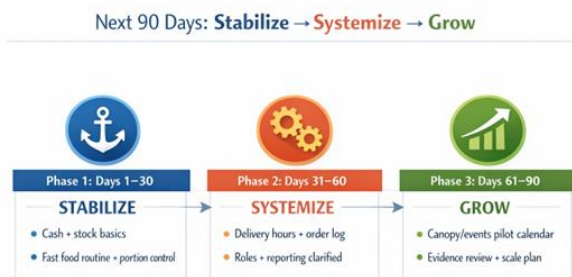 Next 90 Days: Stabilize → Systemize → Grow
Phase 1: Days 1–30
STABILIZE
• Cash + stock basics
• Fast food routine + portion control
Phase 2: Days 31–60
SYSTEMIZE
• Delivery hours + order log
• Roles + reporting clarified
Phase 3: Days 61–90
GROW
• Canopy/events pilot calendar
• Evidence review + scale plan